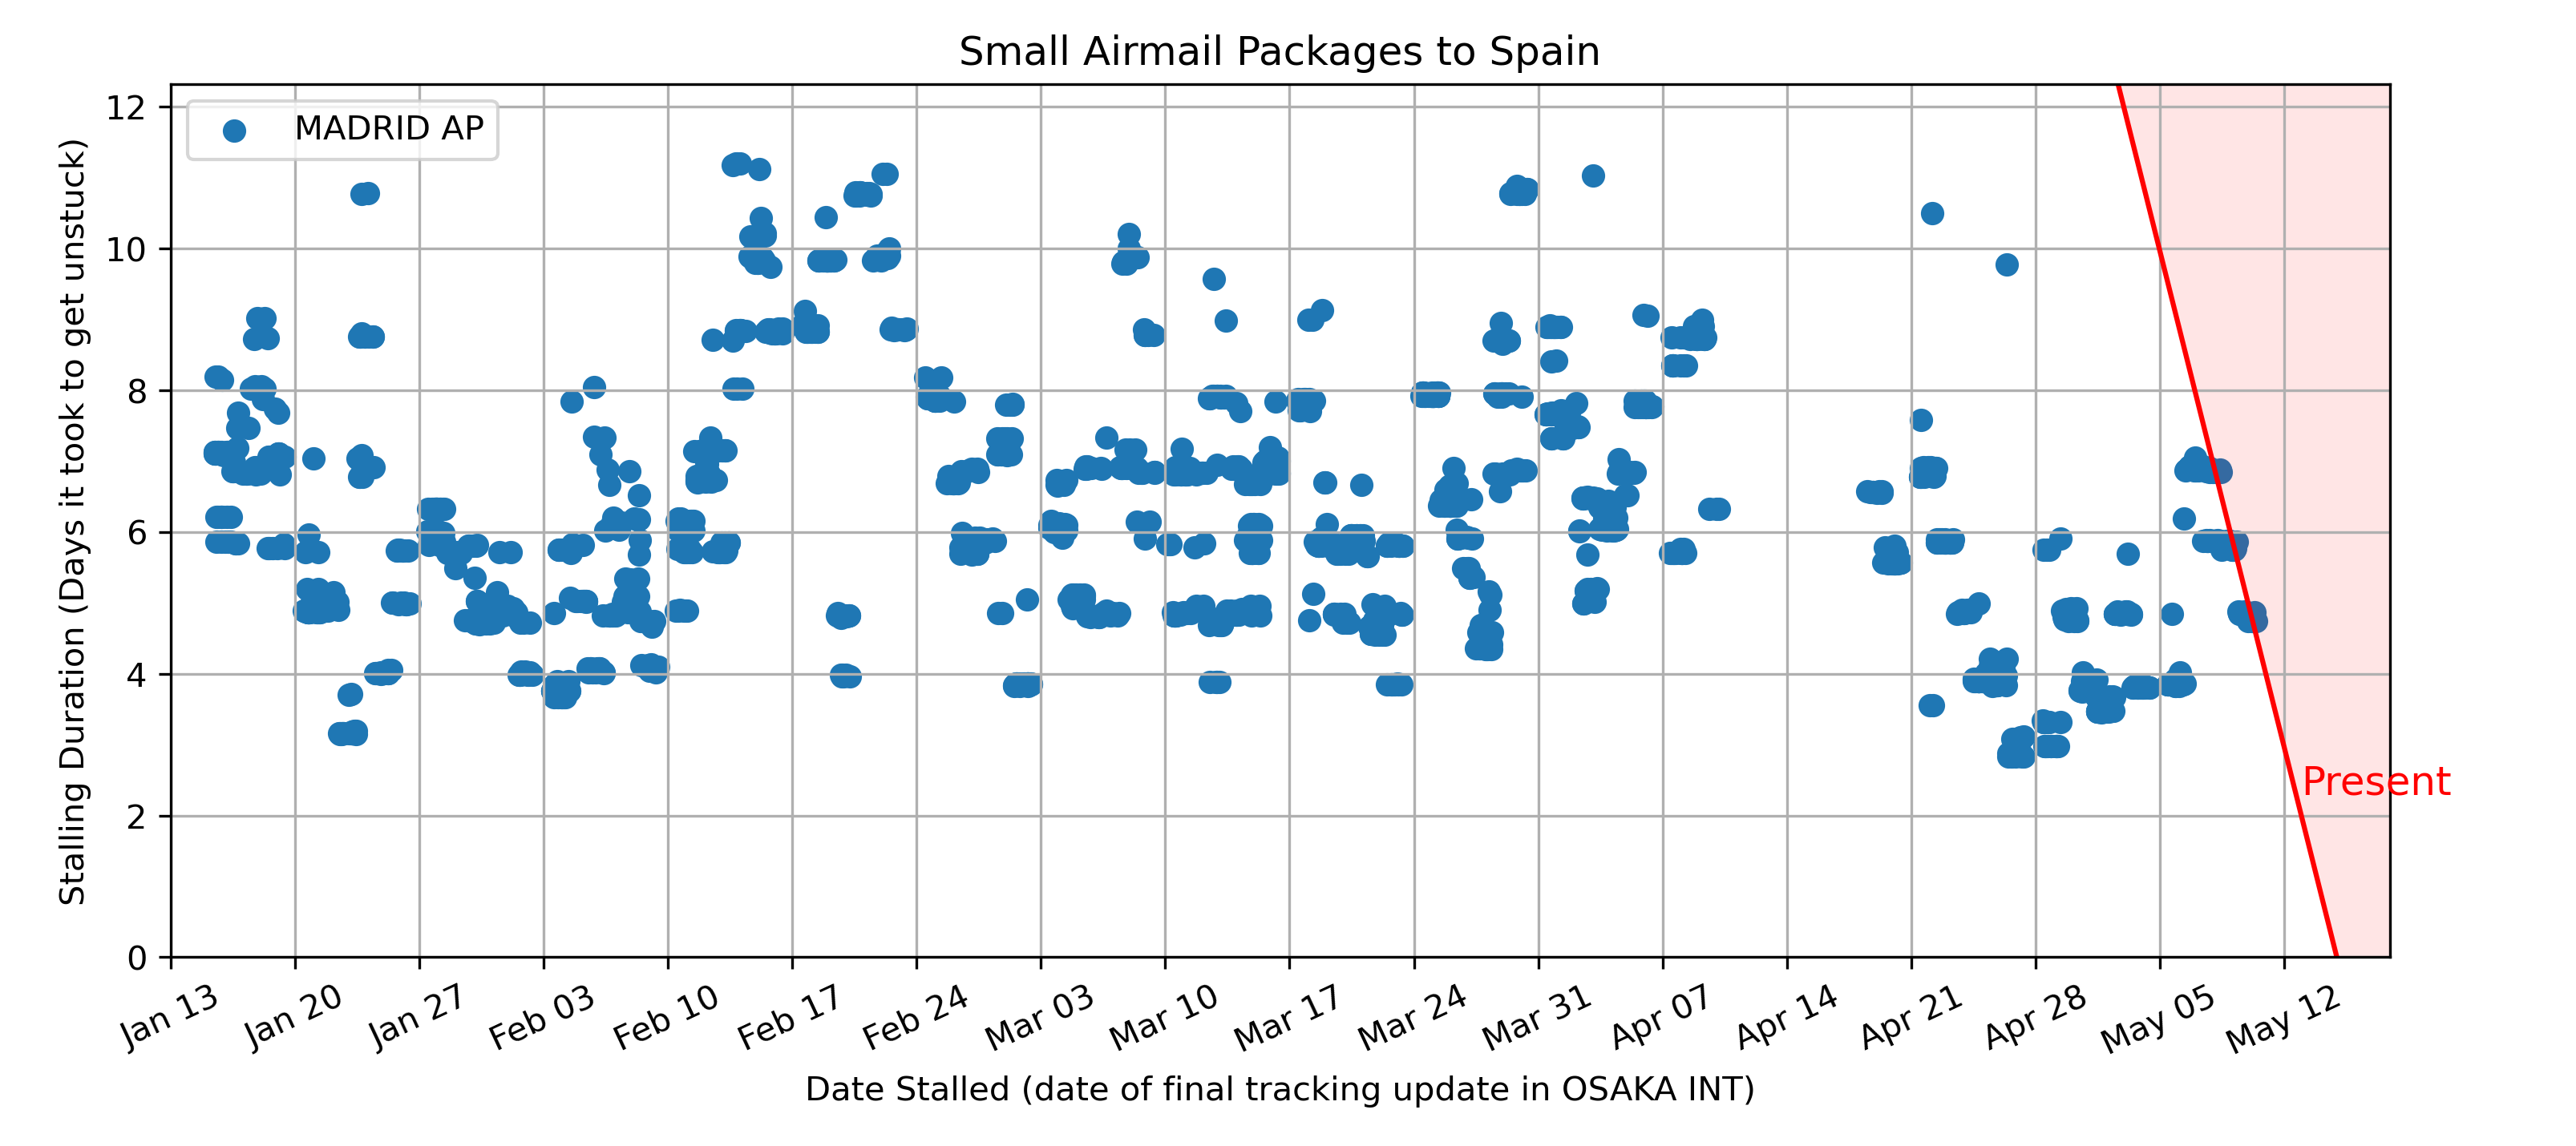 Small Airmail Packages to Spain
MADRID AP
Stalling Duration (Days it took to get unstuck)
12
10
8
6
4
2
0
Present
Jan 13
Jan 20
Jan 27
Feb 03
Feb 10
Feb 17
Feb 24
Mar 03
Mar 10
Mar 17
Mar 24
Mar 31
Apr 07
Apr 14
Apr 21
Apr 28
May 05
May 12
Date Stalled (date of final tracking update in OSAKA INT)